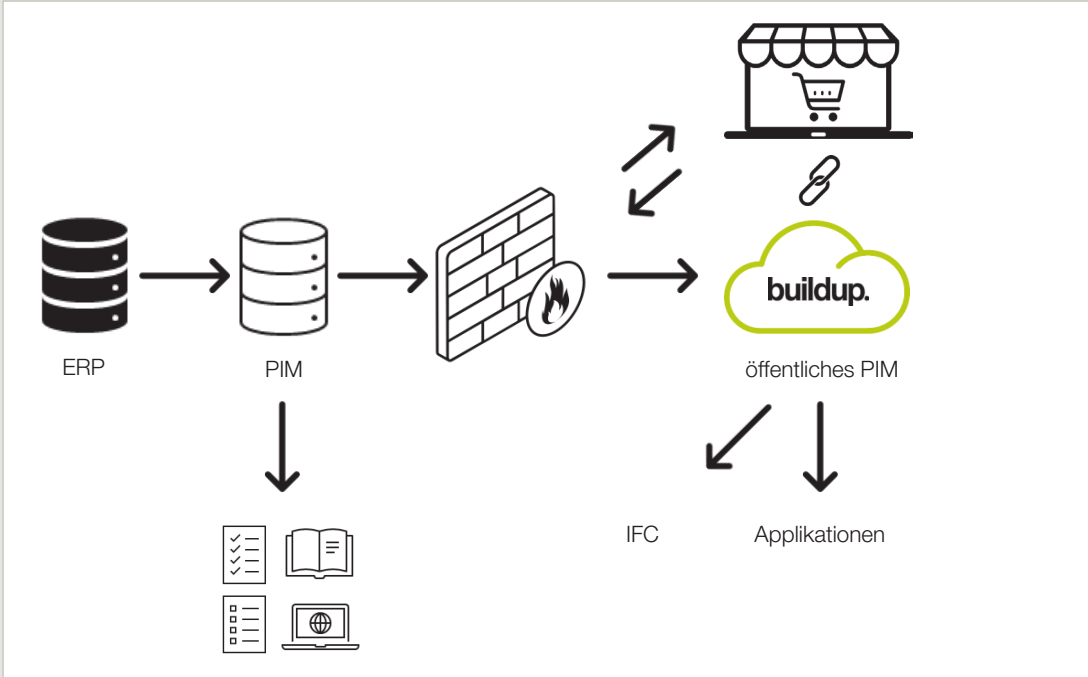 buildup.
ERP
PIM
öffentliches PIM
IFC
Applikationen